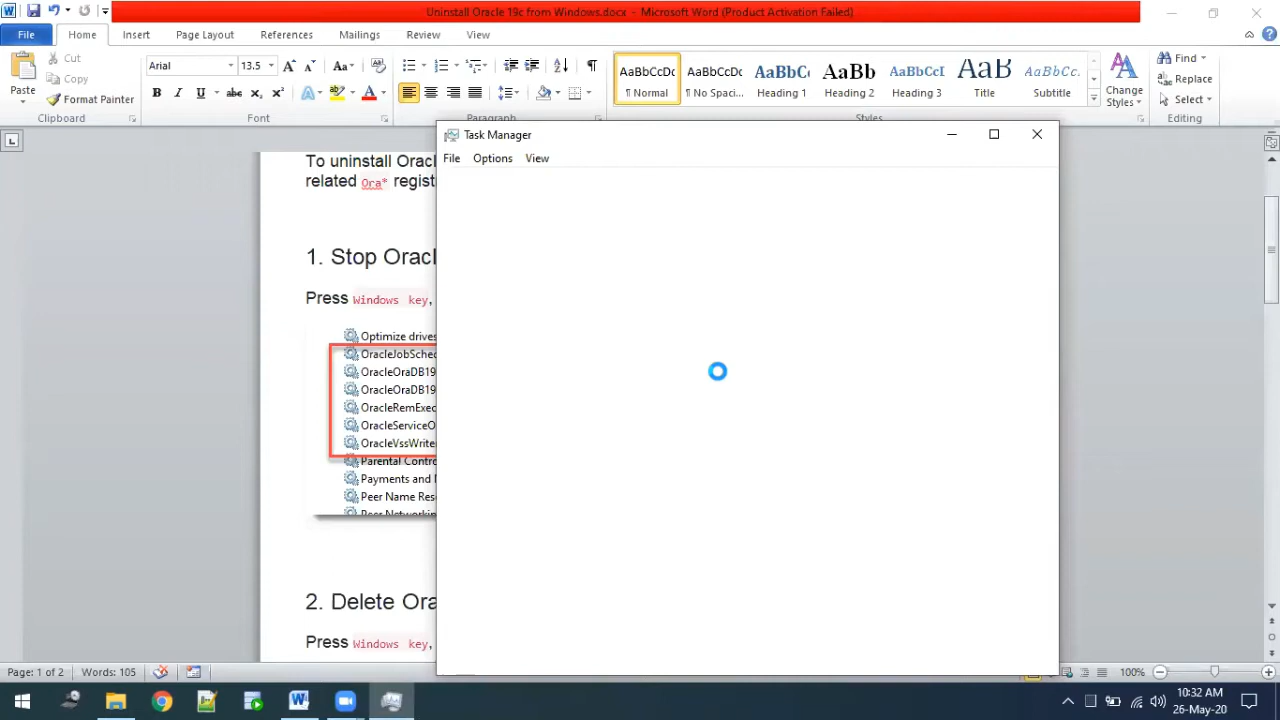 Uninstall Oracle 19c from Windows.docx - Microsoft Word (Product Activation Failed)
File Home Insert Page Layout References Mailings Review View
Paste
Cut
Copy
Format Painter
Clipboard
Arial 13.5
Font
Paragraph
AaBbCcDc AaBbCcDc AaBbC AaBb AaBbCcI AaB AaBbCcL
¶ Normal ¶ No Spaci... Heading 1 Heading 2 Heading 3 Title Subtitle
Change Styles
Styles
Find
Replace
Select
Editing
Task Manager
File Options View
To uninstall Oracl
related Ora* regist
1. Stop Oracl
Press Windows key,
Optimize drives
OracleJobSched
OracleOraDB19
OracleOraDB19
OracleRemExec
OracleServiceO
OracleVssWrite
Parental Contro
Payments and N
Peer Name Res
Peer Networkin
2. Delete Ora
Press Windows key,
Page: 1 of 2 Words: 105 100%
10:32 AM
26-May-20